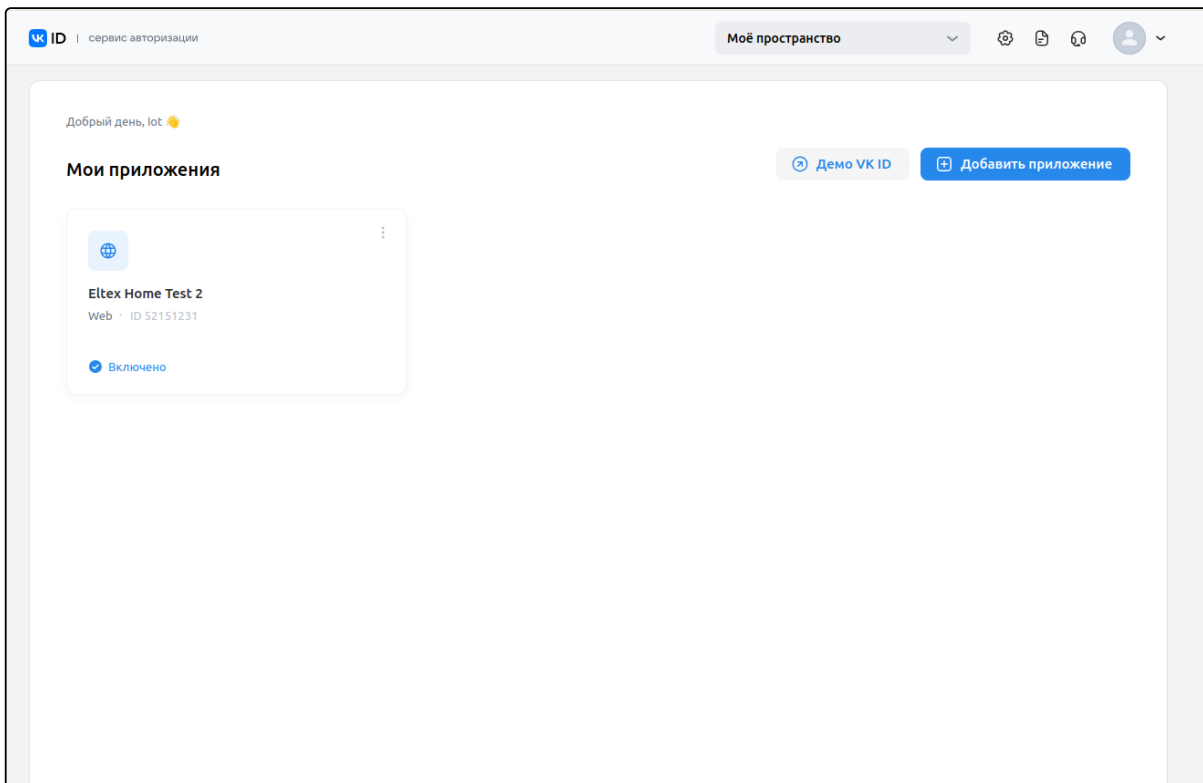 VK ID | сервис авторизации
Моё пространство
Добрый день, Iot 👋
Мои приложения
Демо VK ID
Добавить приложение
Eltex Home Test 2
Web · ID 52151231
Включено